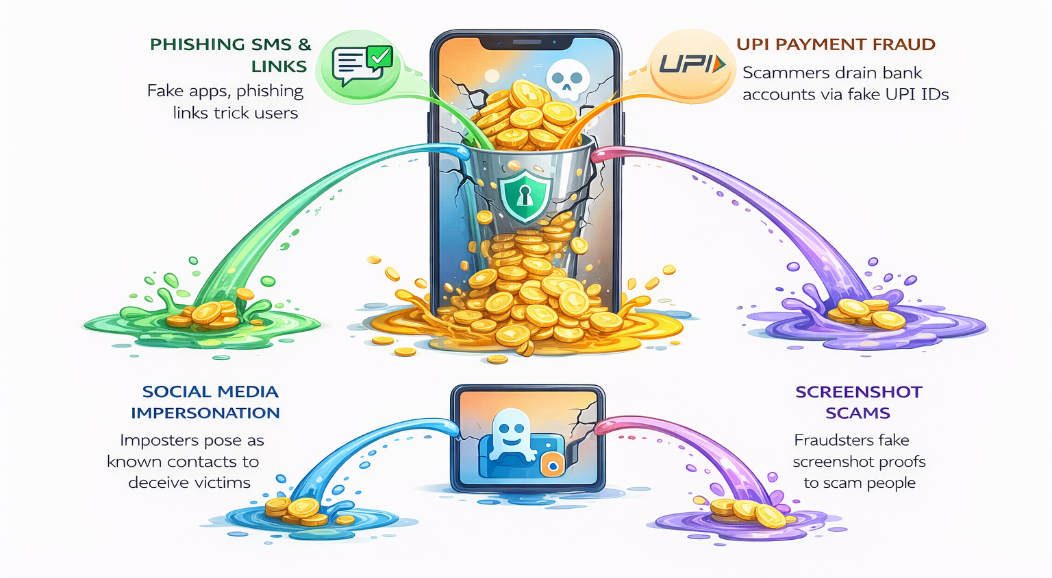 PHISHING SMS &
LINKS
Fake apps, phishing
links trick users
UPI
UPI PAYMENT FRAUD
Scammers drain bank
accounts via fake UPI IDs
SOCIAL MEDIA
IMPERSONATION
Imposters pose as
known contacts to
deceive victims
SCREENSHOT
SCAMS
Fraudsters fake
screenshot proofs
to scam people